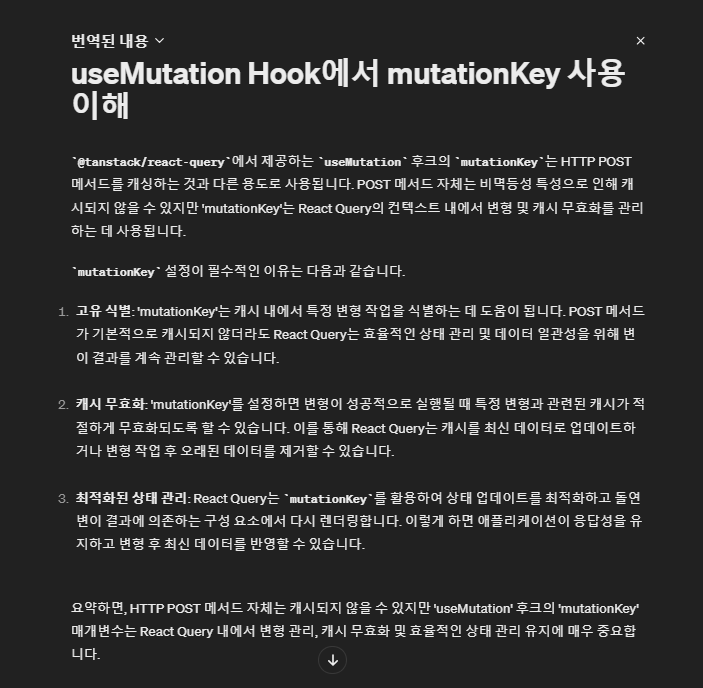 번역된 내용
useMutation Hook에서 mutationKey 사용
이해
`@tanstack/react-query`에서 제공하는 `useMutation` 후크의 `mutationKey`는 HTTP POST
메서드를 캐싱하는 것과 다른 용도로 사용됩니다. POST 메서드 자체는 비멱등성 특성으로 인해 캐
시되지 않을 수 있지만 'mutationKey'는 React Query의 컨텍스트 내에서 변형 및 캐시 무효화를 관리
하는 데 사용됩니다.
`mutationKey` 설정이 필수적인 이유는 다음과 같습니다.
1. 고유 식별: 'mutationKey'는 캐시 내에서 특정 변형 작업을 식별하는 데 도움이 됩니다. POST 메서드
가 기본적으로 캐시되지 않더라도 React Query는 효율적인 상태 관리 및 데이터 일관성을 위해 변
이 결과를 계속 관리할 수 있습니다.
2. 캐시 무효화: 'mutationKey'를 설정하면 변형이 성공적으로 실행될 때 특정 변형과 관련된 캐시가 적
절하게 무효화되도록 할 수 있습니다. 이를 통해 React Query는 캐시를 최신 데이터로 업데이트하
거나 변형 작업 후 오래된 데이터를 제거할 수 있습니다.
3. 최적화된 상태 관리: React Query는 `mutationKey`를 활용하여 상태 업데이트를 최적화하고 돌연
변이 결과에 의존하는 구성 요소에서 다시 렌더링합니다. 이렇게 하면 애플리케이션이 응답성을 유
지하고 변형 후 최신 데이터를 반영할 수 있습니다.
요약하면, HTTP POST 메서드 자체는 캐시되지 않을 수 있지만 'useMutation' 후크의 'mutationKey'
매개변수는 React Query 내에서 변형 관리, 캐시 무효화 및 효율적인 상태 관리 유지에 매우 중요합
니다.